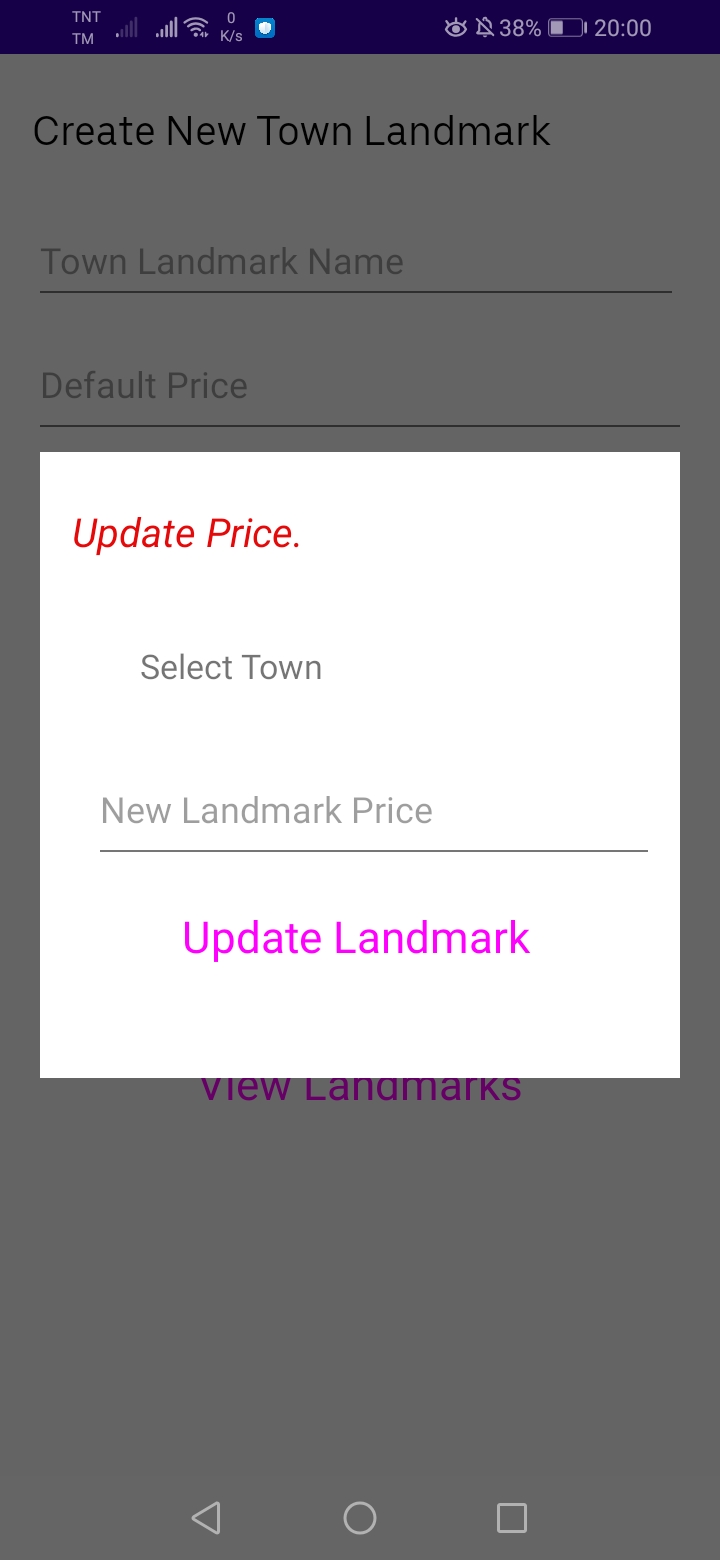 TNT
TM
0
K/s
38%
20:00
Create New Town Landmark
Town Landmark Name
Default Price
Update Price.
Select Town
New Landmark Price
Update Landmark
View Landmarks